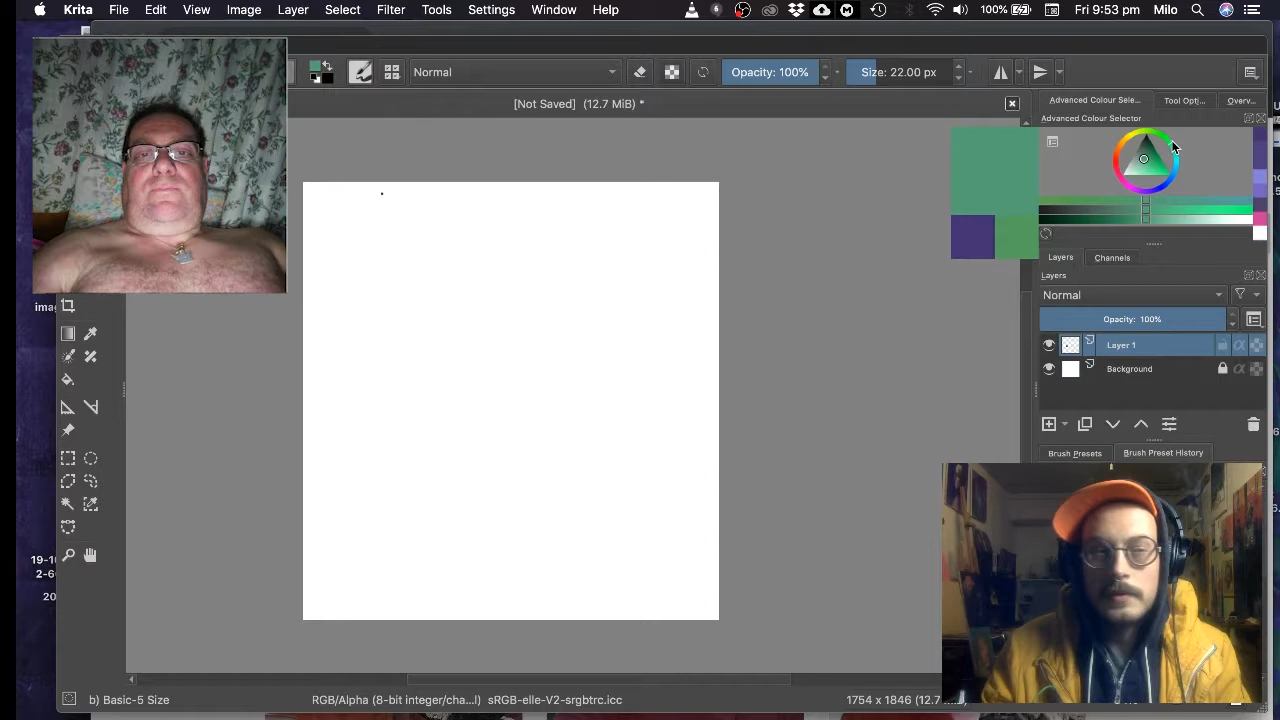 Krita File Edit View Image Layer Select Filter Tools Settings Window Help 6 100% Fri 9:53 pm Milo
Normal Opacity: 100% Size: 22.00 px
[Not Saved] (12.7 MiB) *
Advanced Colour Sele... Tool Opti... Overv...
Advanced Colour Selector
Layers Channels
Layers
Normal
Opacity: 100%
Layer 1
Background
Brush Presets Brush Preset History
b) Basic-5 Size RGB/Alpha (8-bit integer/cha...l) sRGB-elle-V2-srgbtrc.icc 1754 x 1846 (12.7